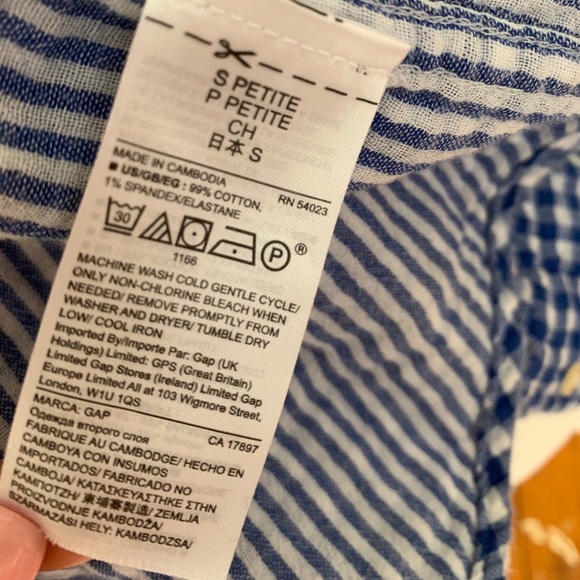 S PETITE
P PETITE
CH
日本 S
MADE IN CAMBODIA RN 54023
■ US/GB/EG : 99% COTTON,
1% SPANDEX/ELASTANE
30 P ®
1166
MACHINE WASH COLD GENTLE CYCLE/
ONLY NON-CHLORINE BLEACH WHEN
NEEDED/ REMOVE PROMPTLY FROM
WASHER AND DRYER/ TUMBLE DRY
LOW/ COOL IRON
Imported By/Importe Par: Gap (UK
Holdings) Limited: GPS (Great Britain)
Limited Gap Stores (Ireland) Limited Gap
Europe Limited All at 103 Wigmore Street,
London, W1U 1QS
MARCA: GAP CA 17897
Одежда второго слоя
FABRIQUE AU CAMBODGE/ HECHO EN
CAMBOYA CON INSUMOS
IMPORTADOS/ FABRICADO NO
CAMBOJA/ ΚΑΤΑΣΚΕΥΑΣΤΗΚΕ ΣΤΗΝ
ΚΑΜΠΟΤΖΗ/ 柬埔寨製造/ ZEMLJA
PROIZVODNJE KAMBODŽA/
SZÁRMAZÁSI HELY: KAMBODZSA/